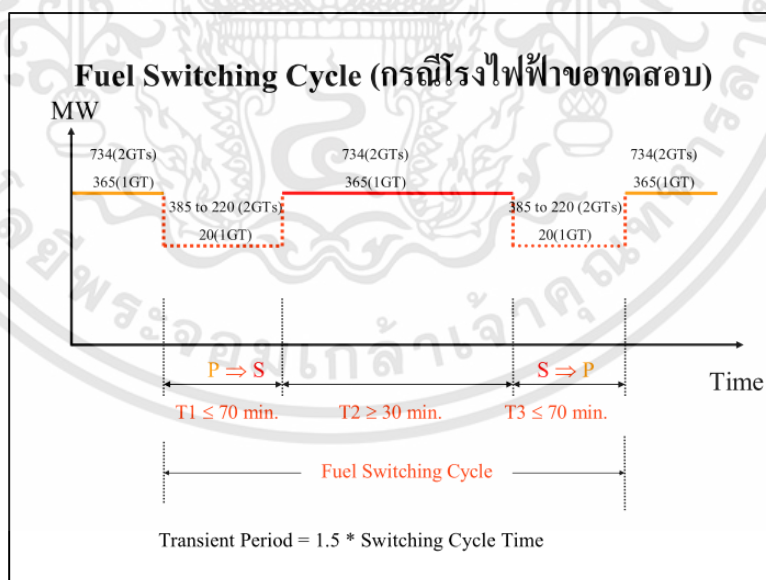 Fuel Switching Cycle (กรณีโรงไฟฟ้าขอทดสอบ)
MW
734(2GTs)
365(1GT)
385 to 220 (2GTs)
20(1GT)
734(2GTs)
365(1GT)
385 to 220 (2GTs)
20(1GT)
734(2GTs)
365(1GT)
P ⇒ S
S ⇒ P
Time
T1 ≤ 70 min.
T2 ≥ 30 min.
T3 ≤ 70 min.
Fuel Switching Cycle
Transient Period = 1.5 * Switching Cycle Time